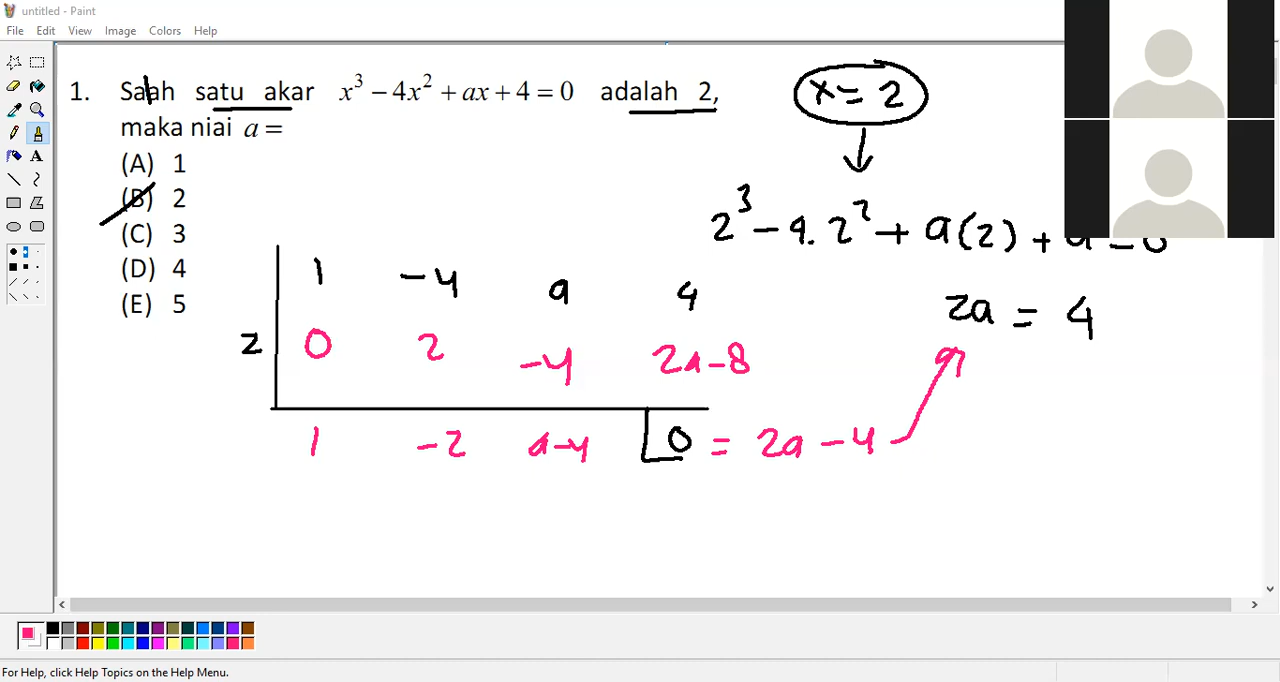 untitled - Paint
File Edit View Image Colors Help
1. Saah satu akar x³ − 4x² + ax + 4 = 0 adalah 2,
maka niai a =
(A) 1
(B) 2
(C) 3
(D) 4
(E) 5
x = 2
2³ − 4. 2² + a(2) +
2a = 4
1 −4 a 4
2 0 2 −4 2a − 8
1 −2 a−4 0 = 2a − 4
For Help, click Help Topics on the Help Menu.